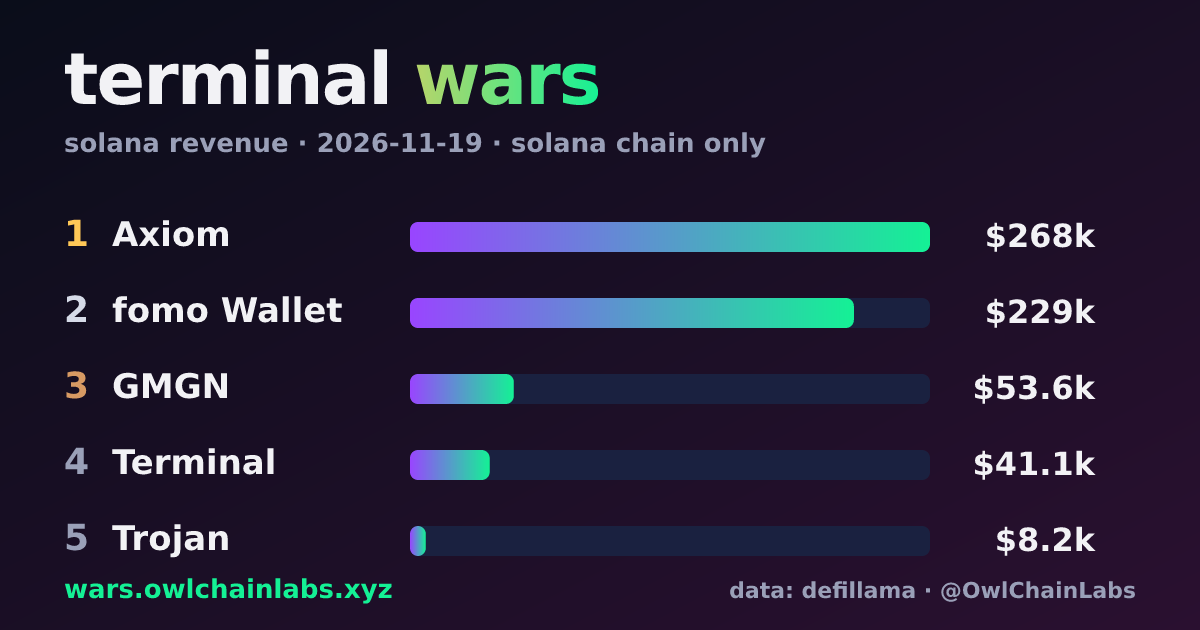 terminal wars
solana revenue · 2026-11-19 · solana chain only
1 Axiom $268k
2 fomo Wallet $229k
3 GMGN $53.6k
4 Terminal $41.1k
5 Trojan $8.2k
wars.owlchainlabs.xyz data: defillama · @OwlChainLabs